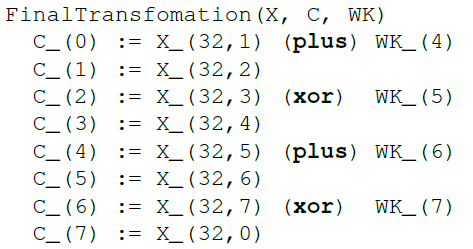 FinalTransfomation(X, C, WK)
C_(0) := X_(32,1) (plus) WK_(4)
C_(1) := X_(32,2)
C_(2) := X_(32,3) (xor) WK_(5)
C_(3) := X_(32,4)
C_(4) := X_(32,5) (plus) WK_(6)
C_(5) := X_(32,6)
C_(6) := X_(32,7) (xor) WK_(7)
C_(7) := X_(32,0)